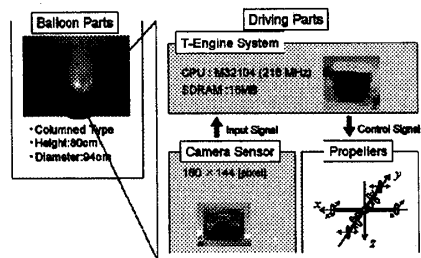 Balloon Parts
•Columned Type
•Height:80cm
•Diameter:94cm
Driving Parts
T-Engine System
CPU : M32104 (216 MHz)
SDRAM :16MB
Input Signal
Control Signal
Camera Sensor
160 × 144 [pixel]
Propellers
x
y
z